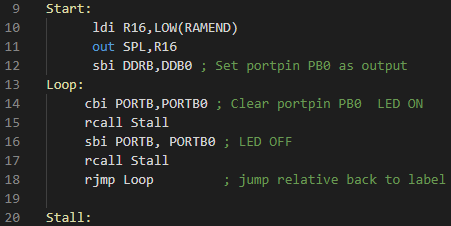 9 Start:
10 ldi R16,LOW(RAMEND)
11 out SPL,R16
12 sbi DDRB,DDB0 ; Set portpin PB0 as output
13 Loop:
14 cbi PORTB,PORTB0 ; Clear portpin PB0  LED ON
15 rcall Stall
16 sbi PORTB, PORTB0 ; LED OFF
17 rcall Stall
18 rjmp Loop ; jump relative back to label
19
20 Stall: